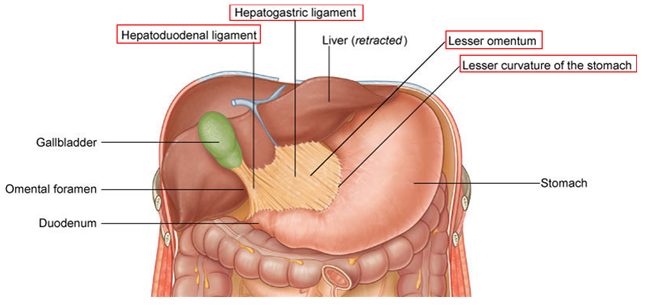 Hepatogastric ligament
Hepatoduodenal ligament
Liver (retracted)
Lesser omentum
Lesser curvature of the stomach
Gallbladder
Omental foramen
Stomach
Duodenum